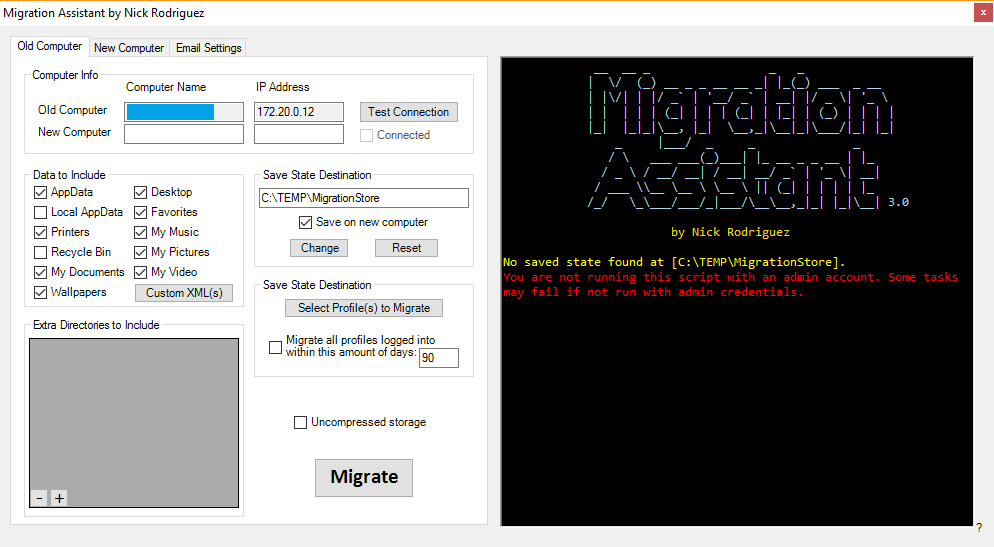 Migration Assistant by Nick Rodriguez
x
Old Computer
New Computer
Email Settings
Computer Info
Computer Name
IP Address
Old Computer
172.20.0.12
Test Connection
New Computer
Connected
Data to Include
AppData
Desktop
Local AppData
Favorites
Printers
My Music
Recycle Bin
My Pictures
My Documents
My Video
Wallpapers
Custom XML(s)
Extra Directories to Include
-
+
Save State Destination
C:\TEMP\MigrationStore
Save on new computer
Change
Reset
Save State Destination
Select Profile(s) to Migrate
Migrate all profiles logged into
within this amount of days:
90
Uncompressed storage
Migrate
Migration
Assistant 3.0
by Nick Rodriguez
No saved state found at [C:\TEMP\MigrationStore].
You are not running this script with an admin account. Some tasks
may fail if not run with admin credentials.
?